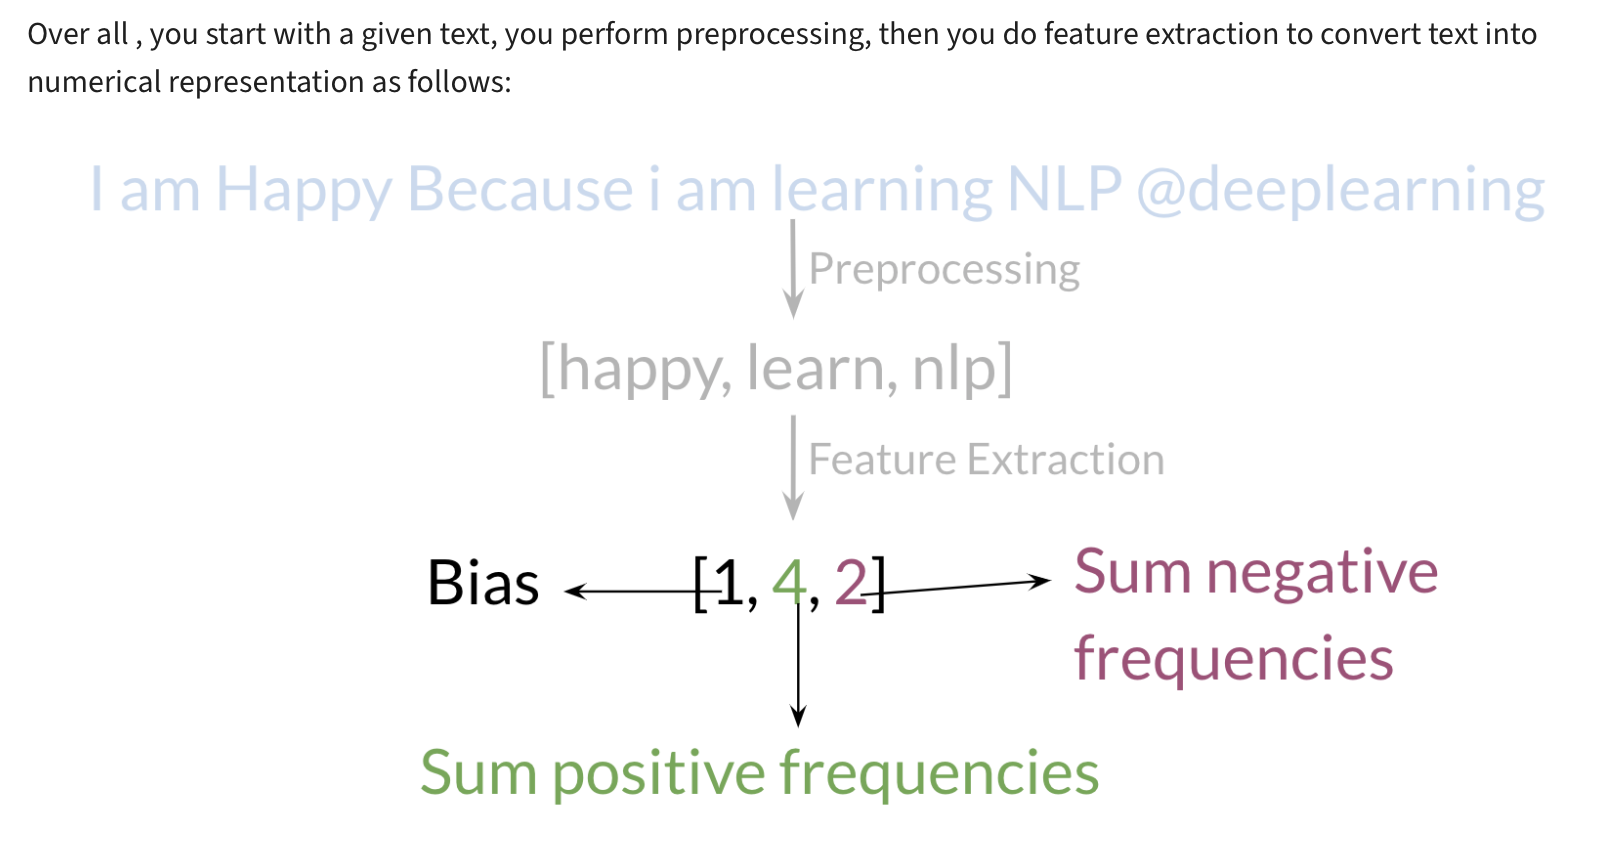 Over all , you start with a given text, you perform preprocessing, then you do feature extraction to convert text into
numerical representation as follows:
I am Happy Because i am learning NLP @deeplearning
Preprocessing
[happy, learn, nlp]
Feature Extraction
Bias [1, 4, 2] Sum negative
frequencies
Sum positive frequencies